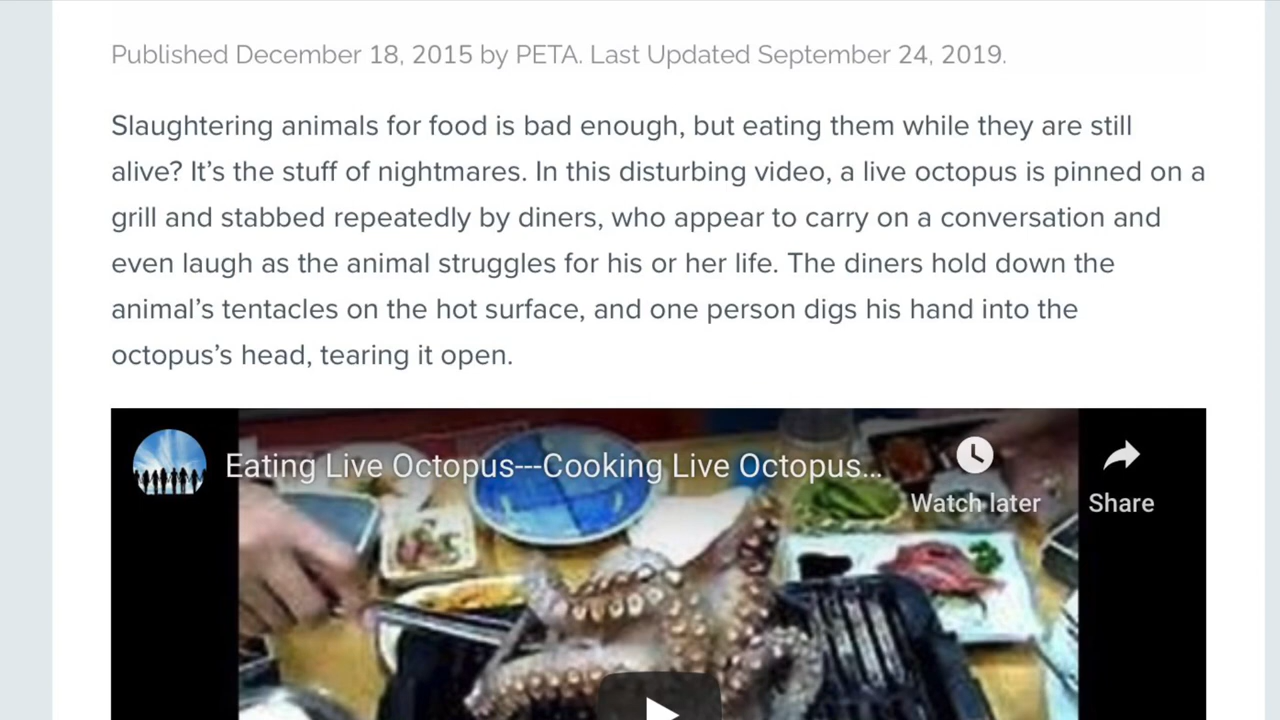 Published December 18, 2015 by PETA. Last Updated September 24, 2019.
Slaughtering animals for food is bad enough, but eating them while they are still
alive? It’s the stuff of nightmares. In this disturbing video, a live octopus is pinned on a
grill and stabbed repeatedly by diners, who appear to carry on a conversation and
even laugh as the animal struggles for his or her life. The diners hold down the
animal’s tentacles on the hot surface, and one person digs his hand into the
octopus’s head, tearing it open.
Eating Live Octopus---Cooking Live Octopus...
Watch later
Share